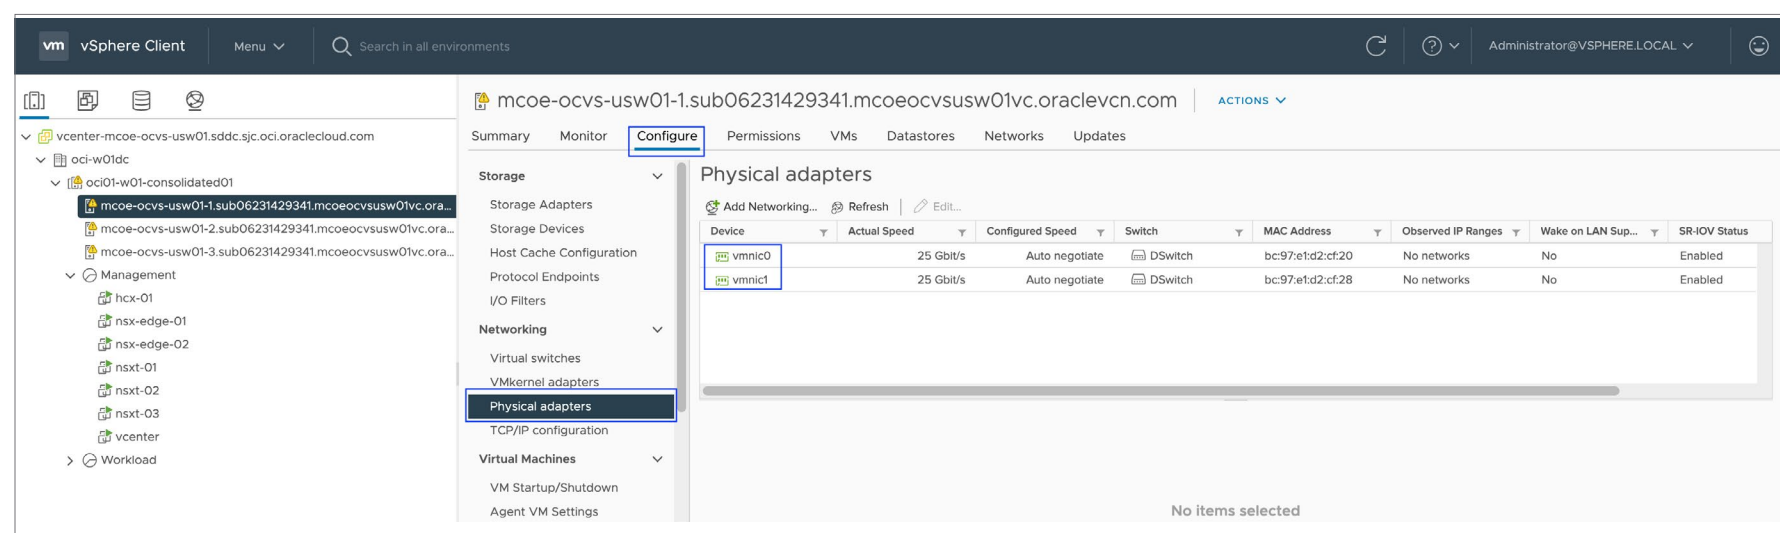 vm vSphere Client Menu Search in all environments Administrator@VSPHERE.LOCAL
vcenter-mcoe-ocvs-usw01.sddc.sjc.oci.oraclecloud.com
oci-w01dc
oci01-w01-consolidated01
mcoe-ocvs-usw01-1.sub06231429341.mcoeocvsusw01vc.ora...
mcoe-ocvs-usw01-2.sub06231429341.mcoeocvsusw01vc.ora...
mcoe-ocvs-usw01-3.sub06231429341.mcoeocvsusw01vc.ora...
Management
hcx-01
nsx-edge-01
nsx-edge-02
nsxt-01
nsxt-02
nsxt-03
vcenter
Workload
mcoe-ocvs-usw01-1.sub06231429341.mcoeocvsusw01vc.oraclevcn.com ACTIONS
Summary Monitor Configure Permissions VMs Datastores Networks Updates
Storage
Storage Adapters
Storage Devices
Host Cache Configuration
Protocol Endpoints
I/O Filters
Networking
Virtual switches
VMkernel adapters
Physical adapters
TCP/IP configuration
Virtual Machines
VM Startup/Shutdown
Agent VM Settings
Physical adapters
Add Networking... Refresh Edit...
Device Actual Speed Configured Speed Switch MAC Address Observed IP Ranges Wake on LAN Sup... SR-IOV Status
vmnic0 25 Gbit/s Auto negotiate DSwitch bc:97:e1:d2:cf:20 No networks No Enabled
vmnic1 25 Gbit/s Auto negotiate DSwitch bc:97:e1:d2:cf:28 No networks No Enabled
No items selected